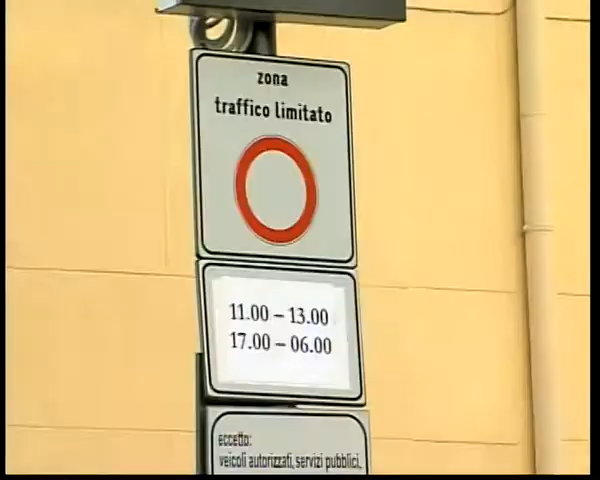 zona
traffico limitato
11.00 – 13.00
17.00 – 06.00
eccetto:
veicoli autorizzati, servizi pubblici,